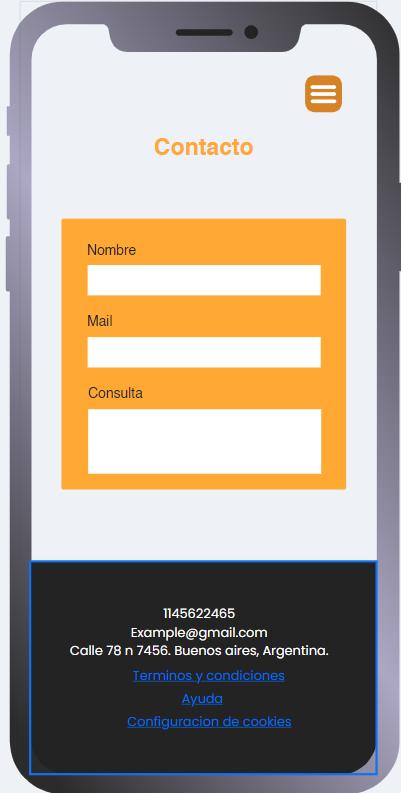 Contacto
Nombre
Mail
Consulta
1145622465
Example@gmail.com
Calle 78 n 7456. Buenos aires, Argentina.
Terminos y condiciones
Ayuda
Configuracion de cookies